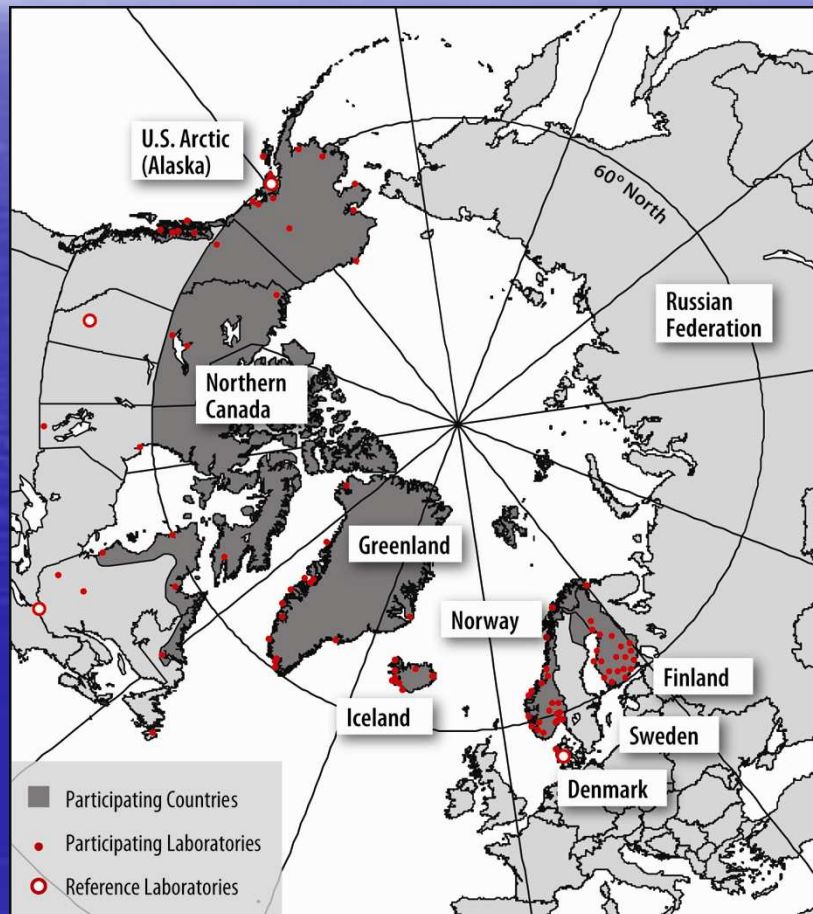 U.S. Arctic
(Alaska)
60° North
Russian
Federation
Northern
Canada
Greenland
Norway
Finland
Iceland
Sweden
Denmark
Participating Countries
Participating Laboratories
Reference Laboratories